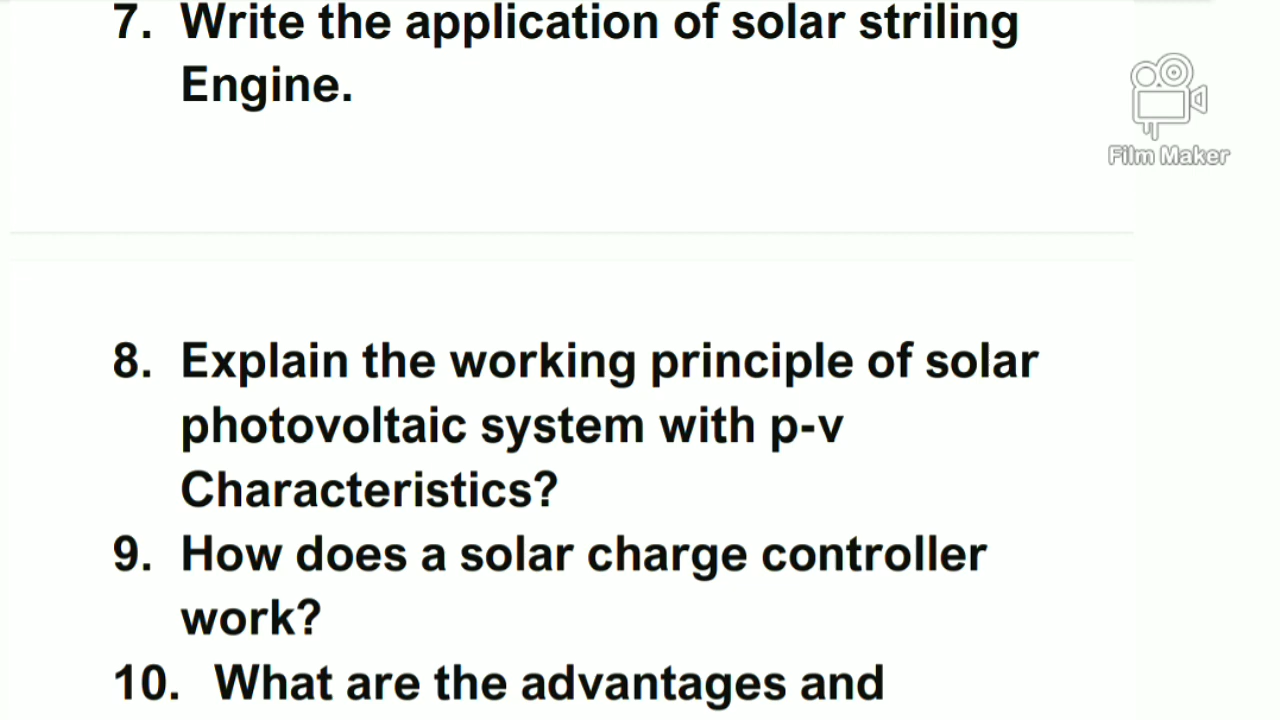 7. Write the application of solar striling
Engine.
Film Maker
8. Explain the working principle of solar
photovoltaic system with p-v
Characteristics?
9. How does a solar charge controller
work?
10. What are the advantages and